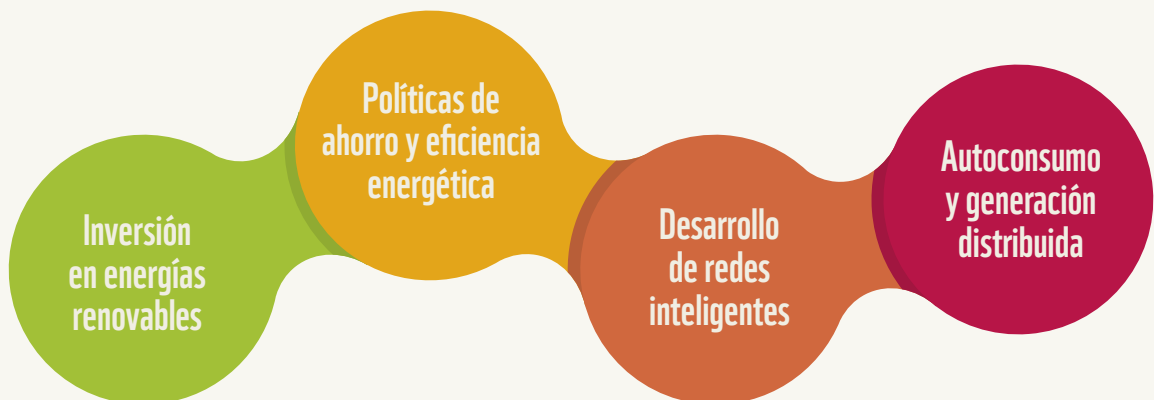 Inversión
en energías
renovables
Políticas de
ahorro y eficiencia
energética
Desarrollo
de redes
inteligentes
Autoconsumo
y generación
distribuida